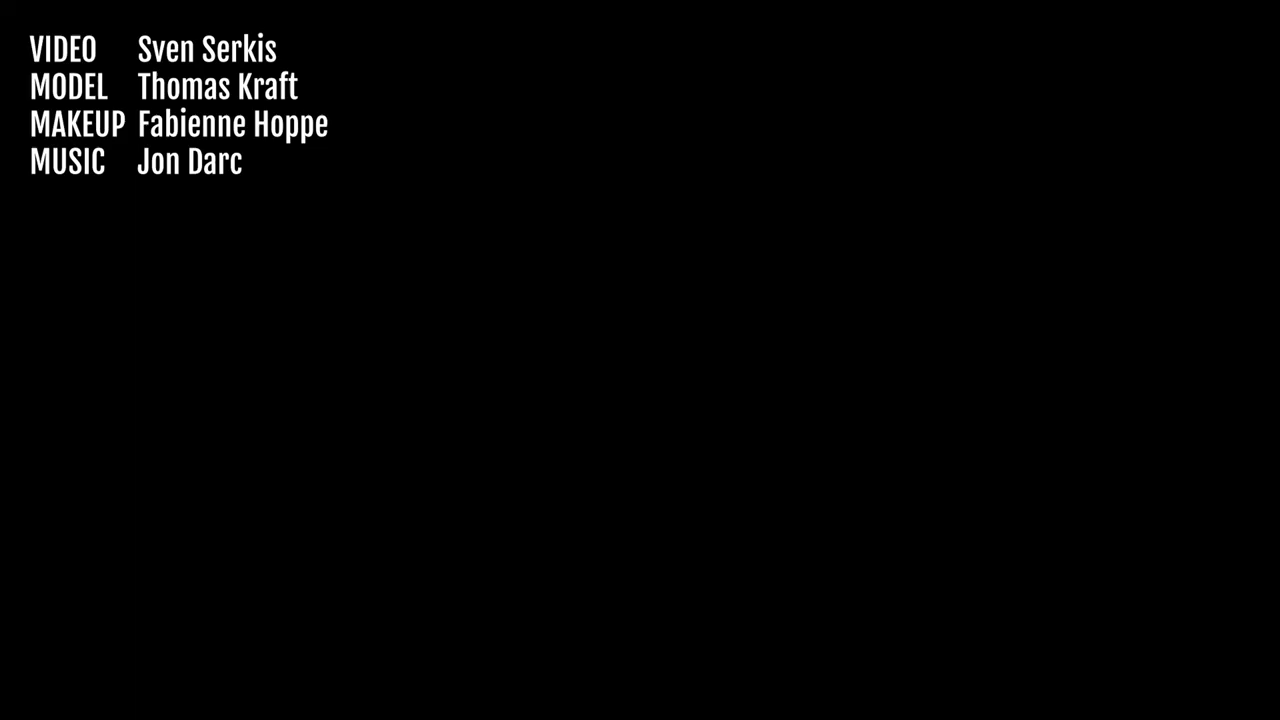 VIDEO Sven Serkis
MODEL Thomas Kraft
MAKEUP Fabienne Hoppe
MUSIC Jon Darc